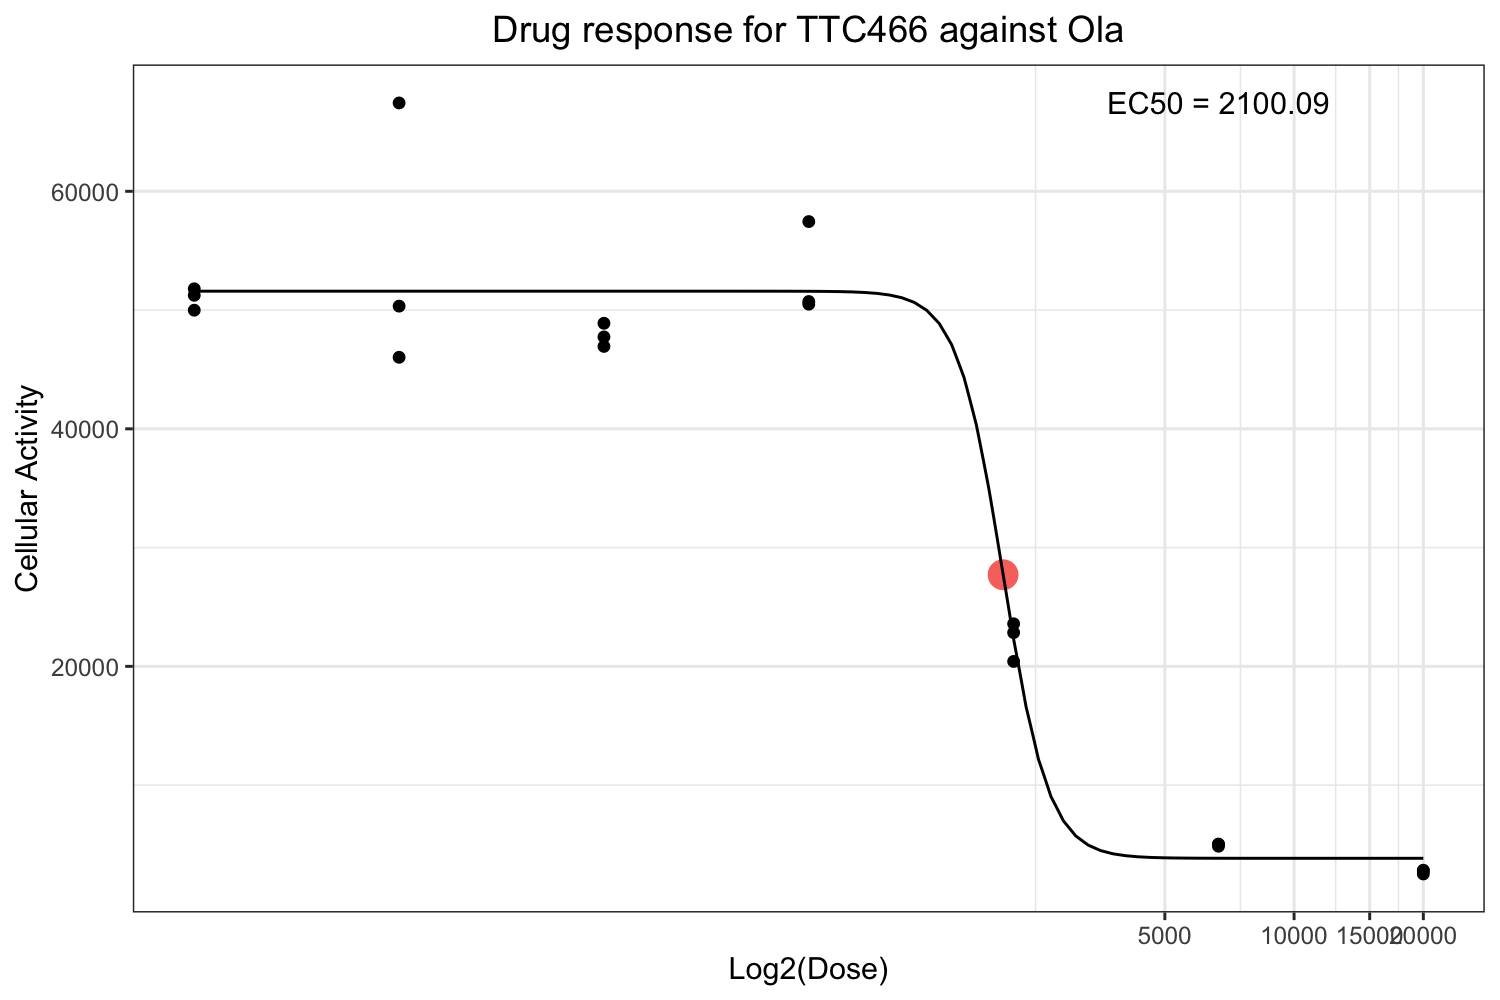 Drug response for TTC466 against Ola
EC50 = 2100.09
60000
40000
20000
Cellular Activity
5000 10000 15000 20000
Log2(Dose)